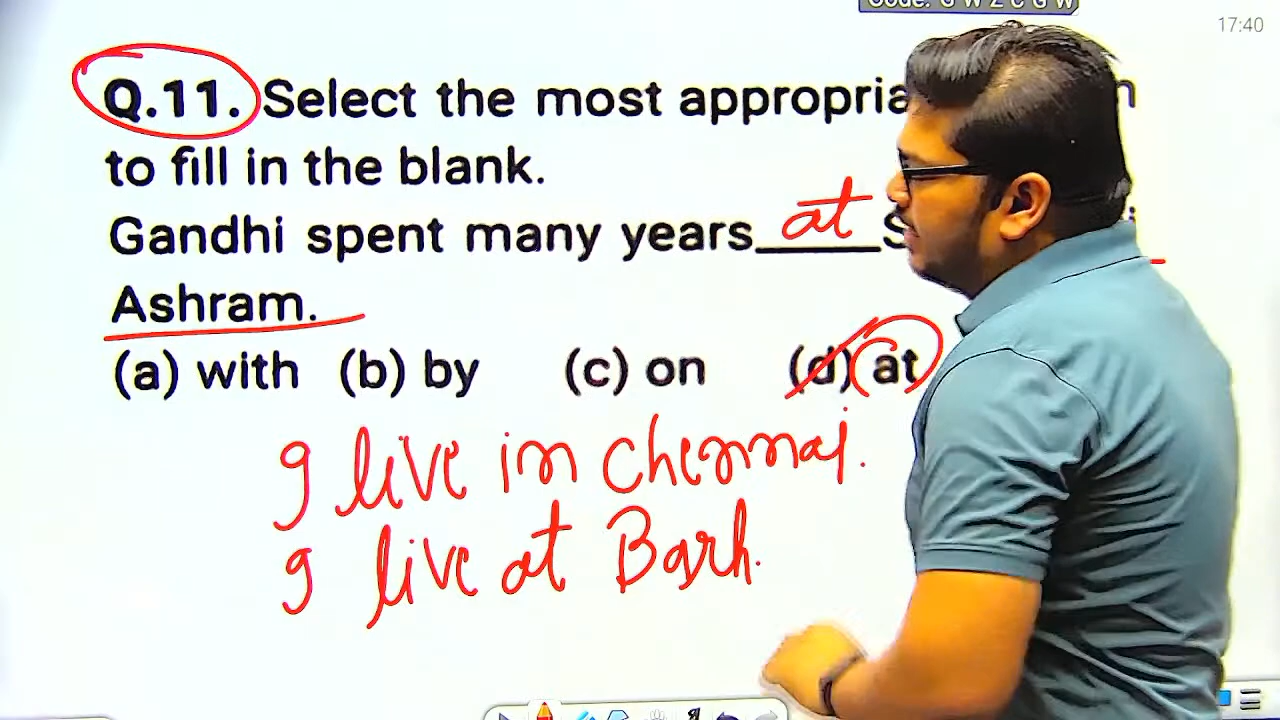 17:40
Q.11. Select the most
to fill in the blank.
Gandhi spent many years at
Ashram.
(a) with (b) by (c) on (d) at
I live in Chennai.
I live at Barh.